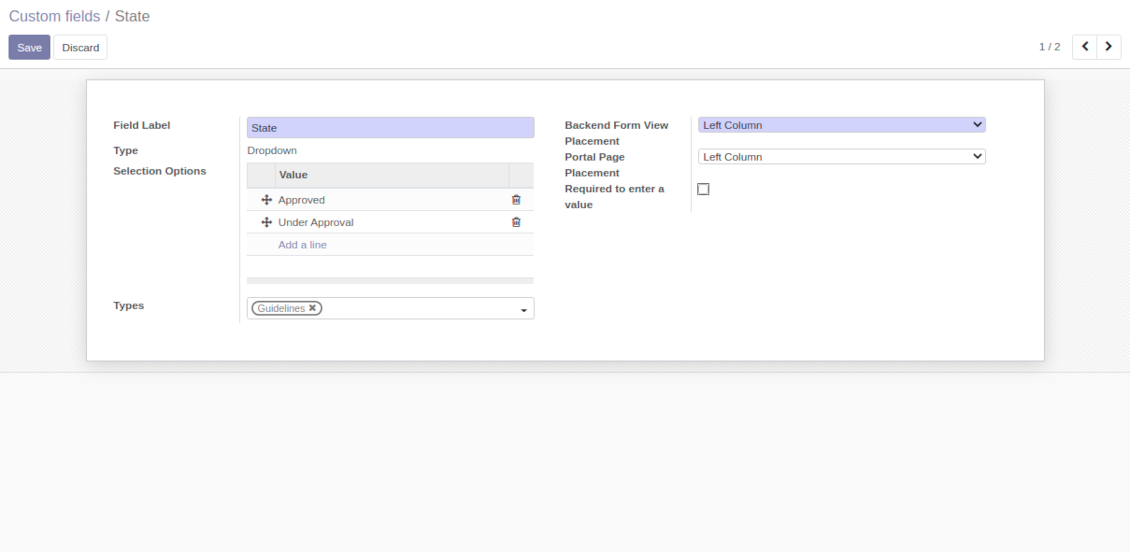 Custom fields / State
Save Discard 1 / 2
Field Label State
Type Dropdown
Selection Options Value
Approved
Under Approval
Add a line
Types Guidelines ✖
Backend Form View Placement Left Column
Portal Page Placement Left Column
Required to enter a value